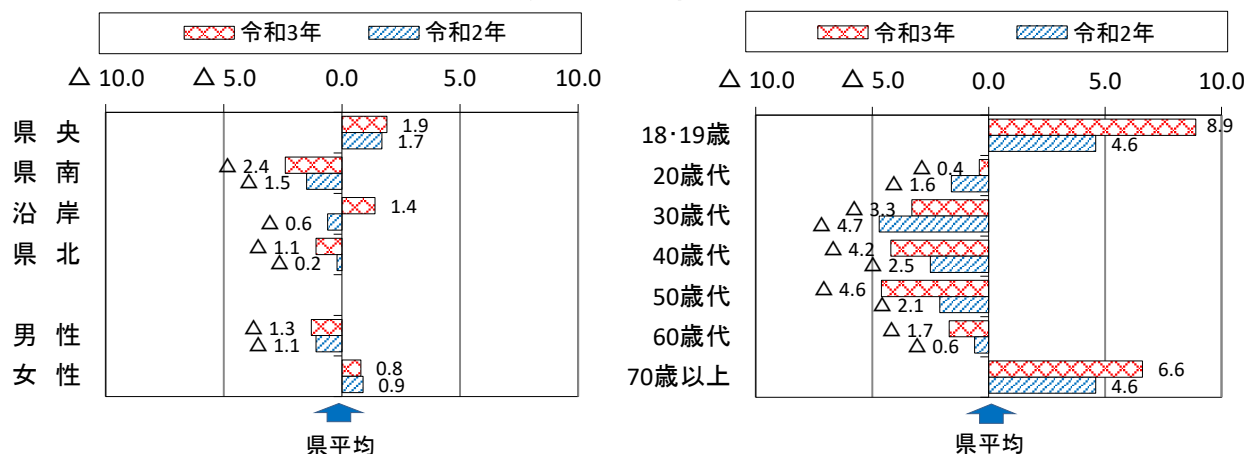 令和3年 令和2年
△ 10.0 △ 5.0 0.0 5.0 10.0
県 央 1.9
1.7
県 南 △ 2.4
△ 1.5
沿 岸 1.4
△ 0.6
県 北 △ 1.1
△ 0.2
男 性 △ 1.3
△ 1.1
女 性 0.8
0.9
県平均
令和3年 令和2年
△ 10.0 △ 5.0 0.0 5.0 10.0
18･19歳 8.9
4.6
20歳代 △ 0.4
△ 1.6
30歳代 △ 3.3
△ 4.7
40歳代 △ 4.2
△ 2.5
50歳代 △ 4.6
△ 2.1
60歳代 △ 1.7
△ 0.6
70歳以上 6.6
4.6
県平均